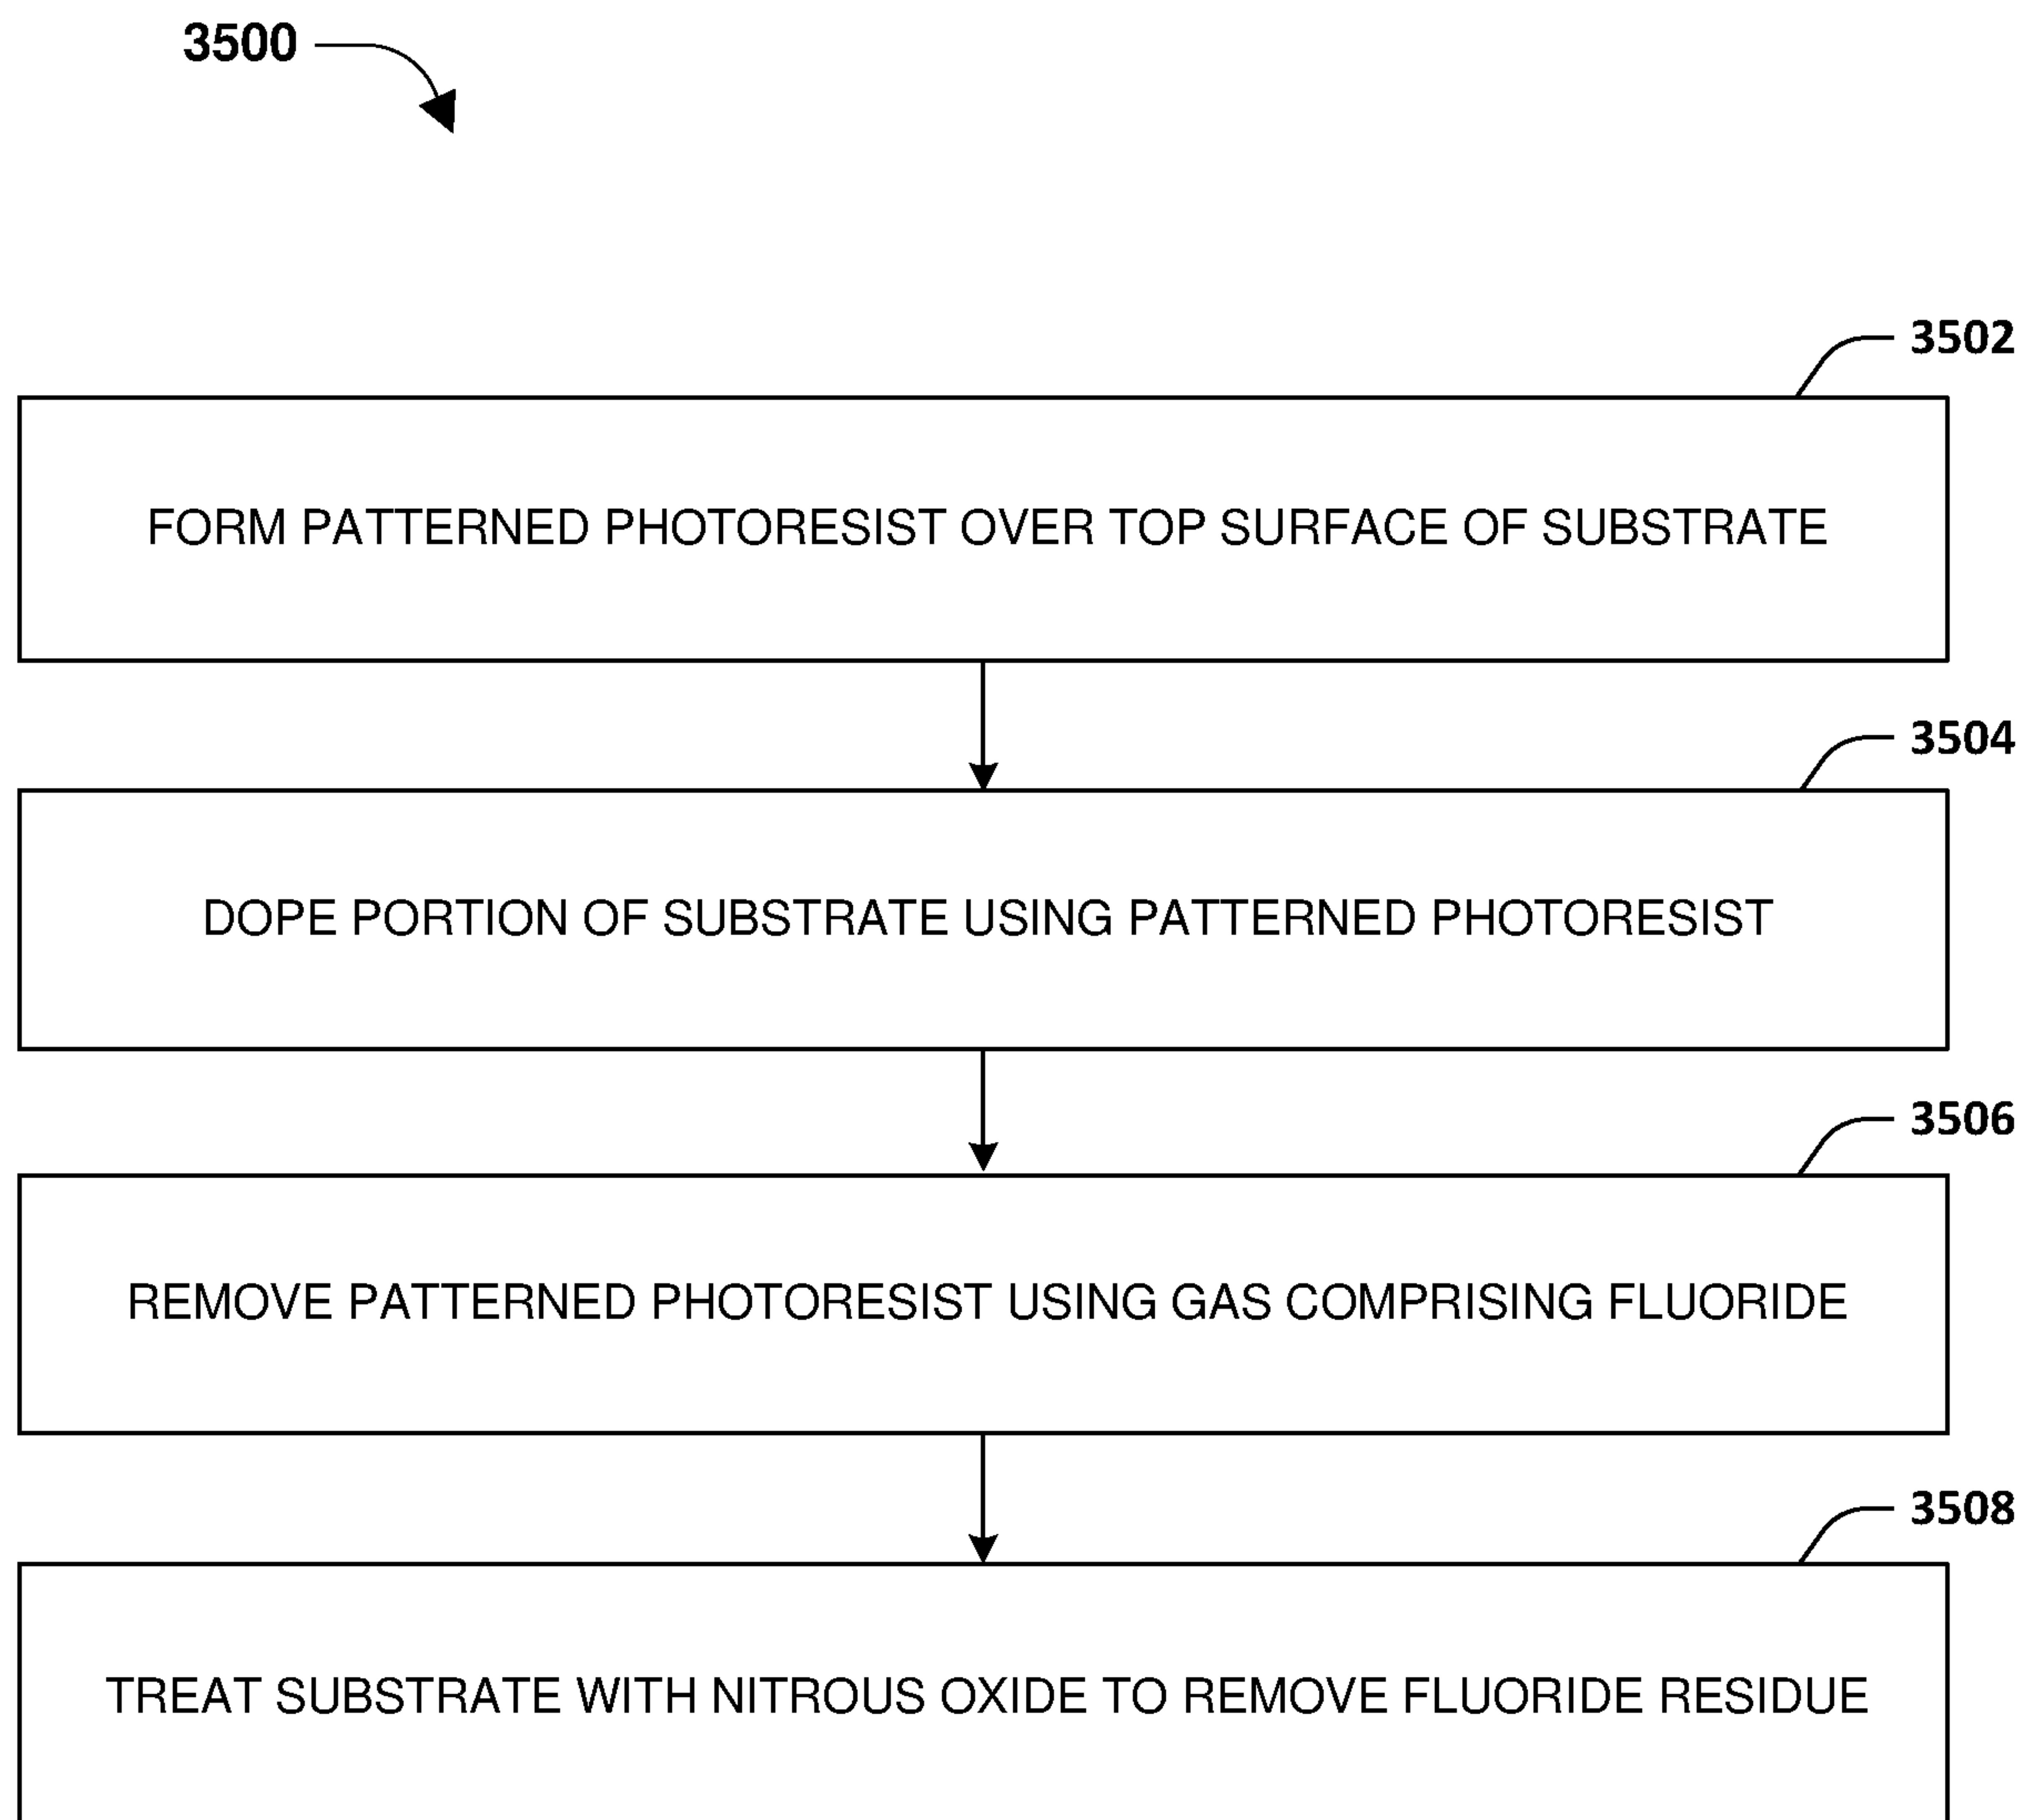 3500
3502
FORM PATTERNED PHOTORESIST OVER TOP SURFACE OF SUBSTRATE
3504
DOPE PORTION OF SUBSTRATE USING PATTERNED PHOTORESIST
3506
REMOVE PATTERNED PHOTORESIST USING GAS COMPRISING FLUORIDE
3508
TREAT SUBSTRATE WITH NITROUS OXIDE TO REMOVE FLUORIDE RESIDUE